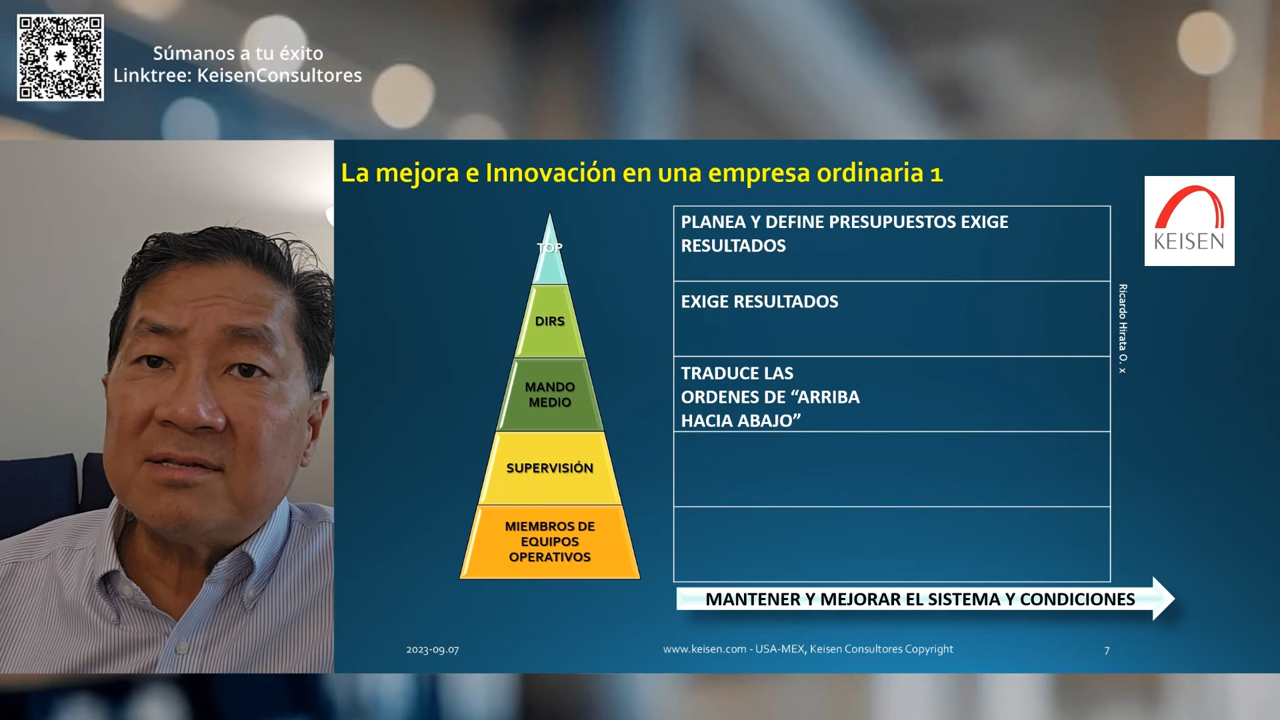 Súmanos a tu éxito
Linktree: KeisenConsultores
La mejora e Innovación en una empresa ordinaria 1
TOP
DIRS
MANDO
MEDIO
SUPERVISIÓN
MIEMBROS DE
EQUIPOS
OPERATIVOS
PLANEA Y DEFINE PRESUPUESTOS EXIGE
RESULTADOS
EXIGE RESULTADOS
TRADUCE LAS
ORDENES DE “ARRIBA
HACIA ABAJO”
MANTENER Y MEJORAR EL SISTEMA Y CONDICIONES
KEISEN
Ricardo Hirata O. x
2023-09.07
www.keisen.com - USA-MEX, Keisen Consultores Copyright
7